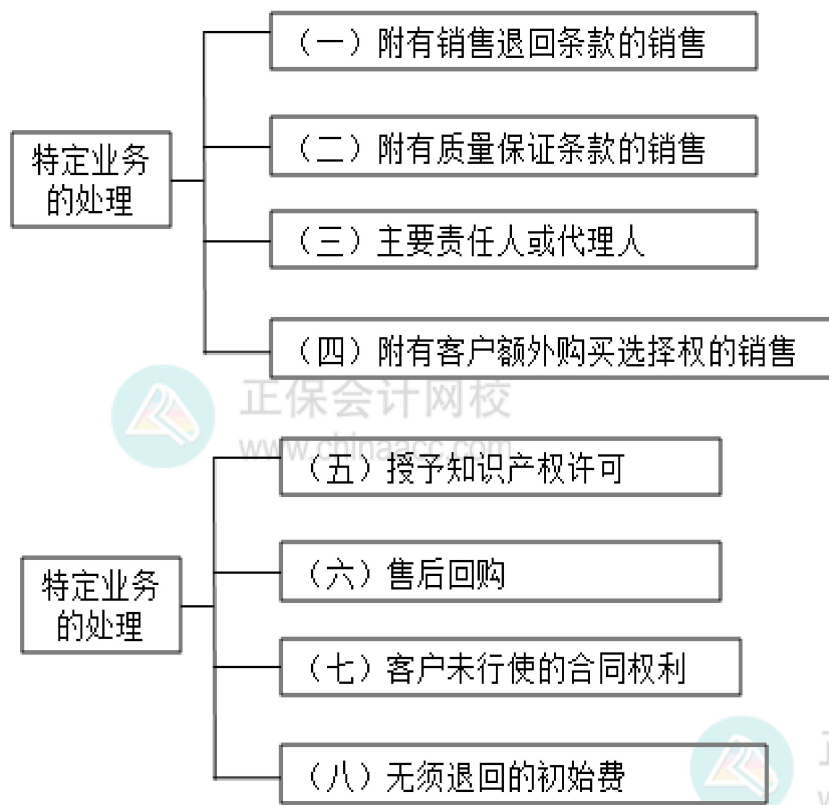 （一）附有销售退回条款的销售
（二）附有质量保证条款的销售
特定业务
的处理
（三）主要责任人或代理人
（四）附有客户额外购买选择权的销售
正保会计网校
www.chinaacc.com
（五）授予知识产权许可
（六）售后回购
特定业务
的处理
（七）客户未行使的合同权利
（八）无须退回的初始费